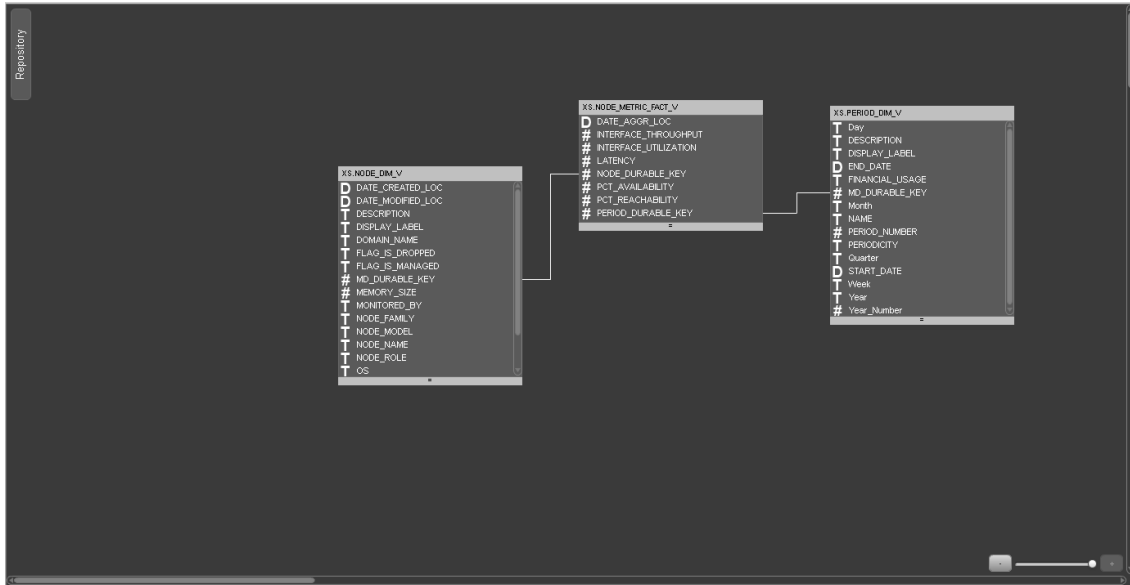 Repository
XS.NODE_DIM_V
D DATE_CREATED_LOC
D DATE_MODIFIED_LOC
T DESCRIPTION
T DISPLAY_LABEL
T DOMAIN_NAME
T FLAG_IS_DROPPED
T FLAG_IS_MANAGED
# MD_DURABLE_KEY
# MEMORY_SIZE
T MONITORED_BY
T NODE_FAMILY
T NODE_MODEL
T NODE_NAME
T NODE_ROLE
T OS
XS.NODE_METRIC_FACT_V
D DATE_AGGR_LOC
# INTERFACE_THROUGHPUT
# INTERFACE_UTILIZATION
# LATENCY
# NODE_DURABLE_KEY
# PCT_AVAILABILITY
# PCT_REACHABILITY
# PERIOD_DURABLE_KEY
XS.PERIOD_DIM_V
T Day
T DESCRIPTION
T DISPLAY_LABEL
D END_DATE
T FINANCIAL_USAGE
# MD_DURABLE_KEY
T Month
T NAME
# PERIOD_NUMBER
T PERIODICITY
T Quarter
D START_DATE
T Week
T Year
# Year_Number